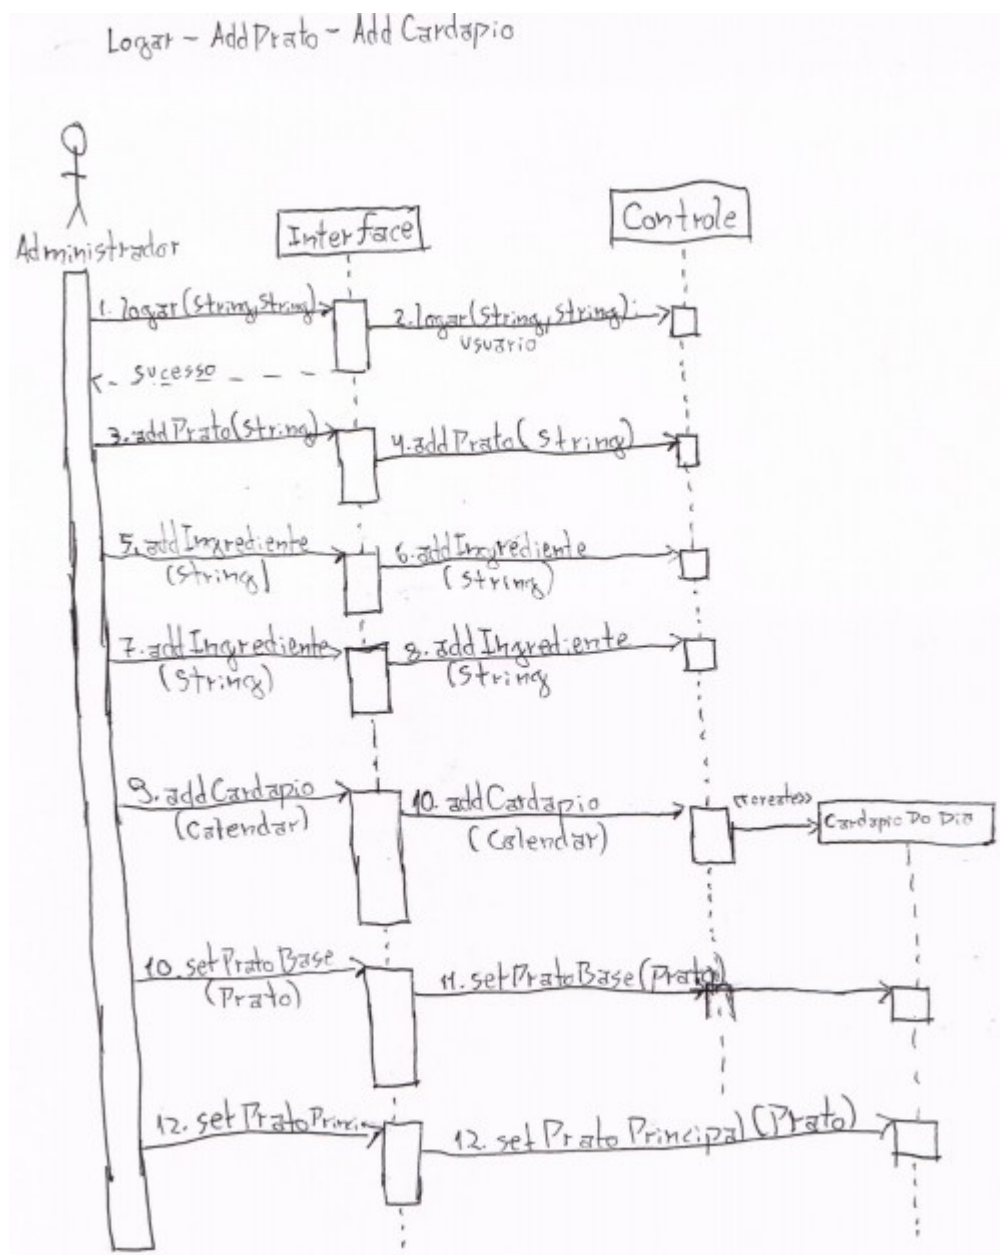 Logar - Add Prato - Add Cardapio
Administrador
Interface
Controle
1. logar(String, String)
2. logar(String, String):
usuario
sucesso
3. addPrato(String)
4. addPrato(String)
5. addIngrediente
(String)
6. addIngrediente
(String)
7. addIngrediente
(String)
8. addIngrediente
(String
9. addCardapio
(Calendar)
10. addCardapio
(Calendar)
<<create>>
Cardapio Do Dia
10. setPratoBase
(Prato)
11. setPratoBase(Prato)
12. setPratoPrinci
12. setPratoPrincipal(Prato)